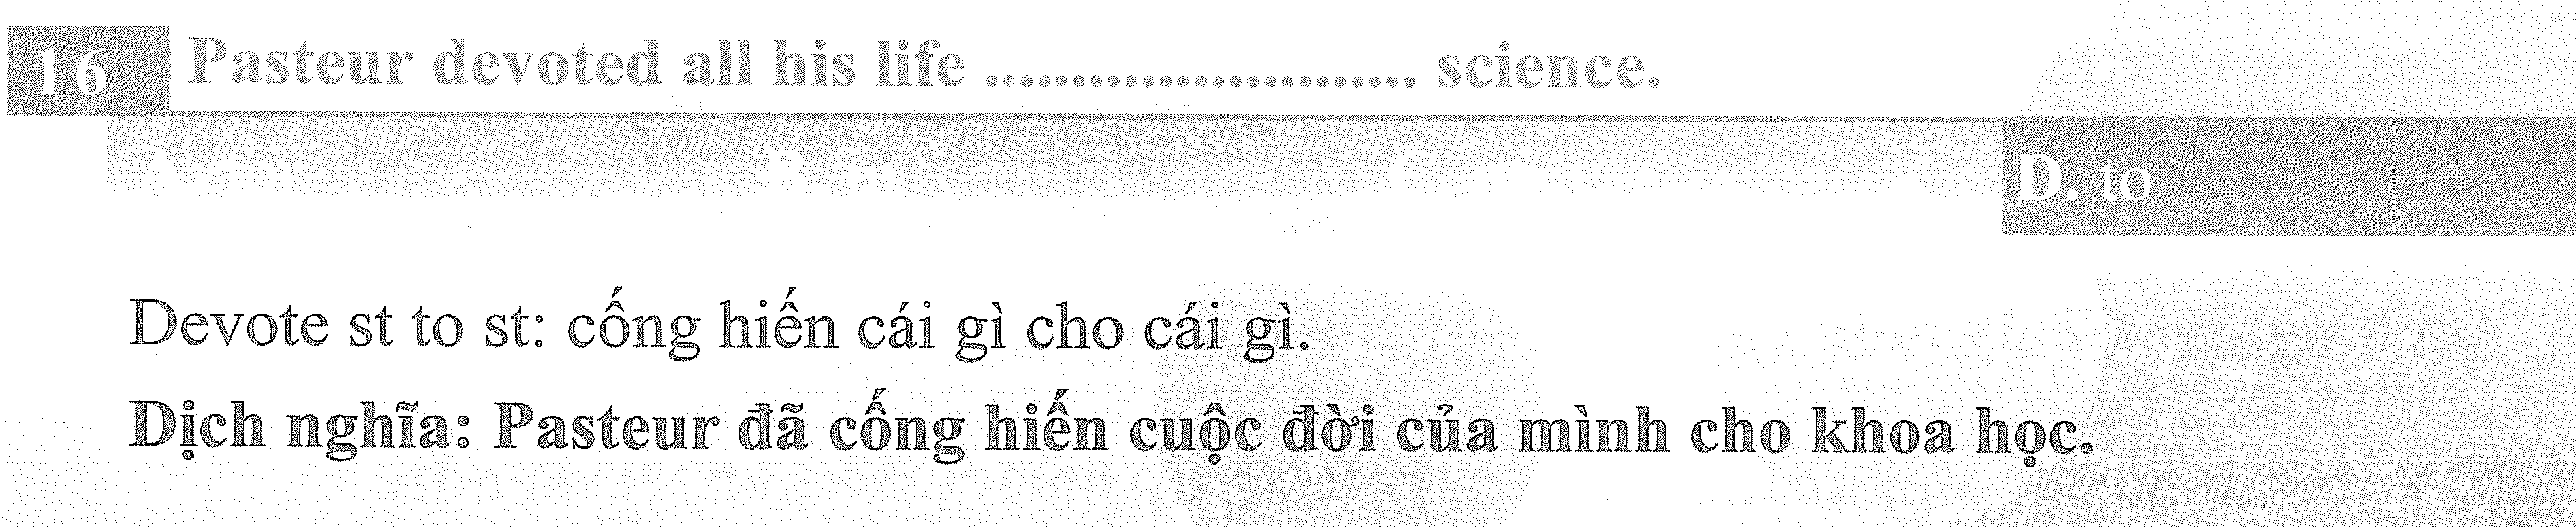 16 Pasteur devoted all his life ......................... science.
A. for B. in C. D. to
Devote st to st: cống hiến cái gì cho cái gì.
Dịch nghĩa: Pasteur đã cống hiến cuộc đời của mình cho khoa học.